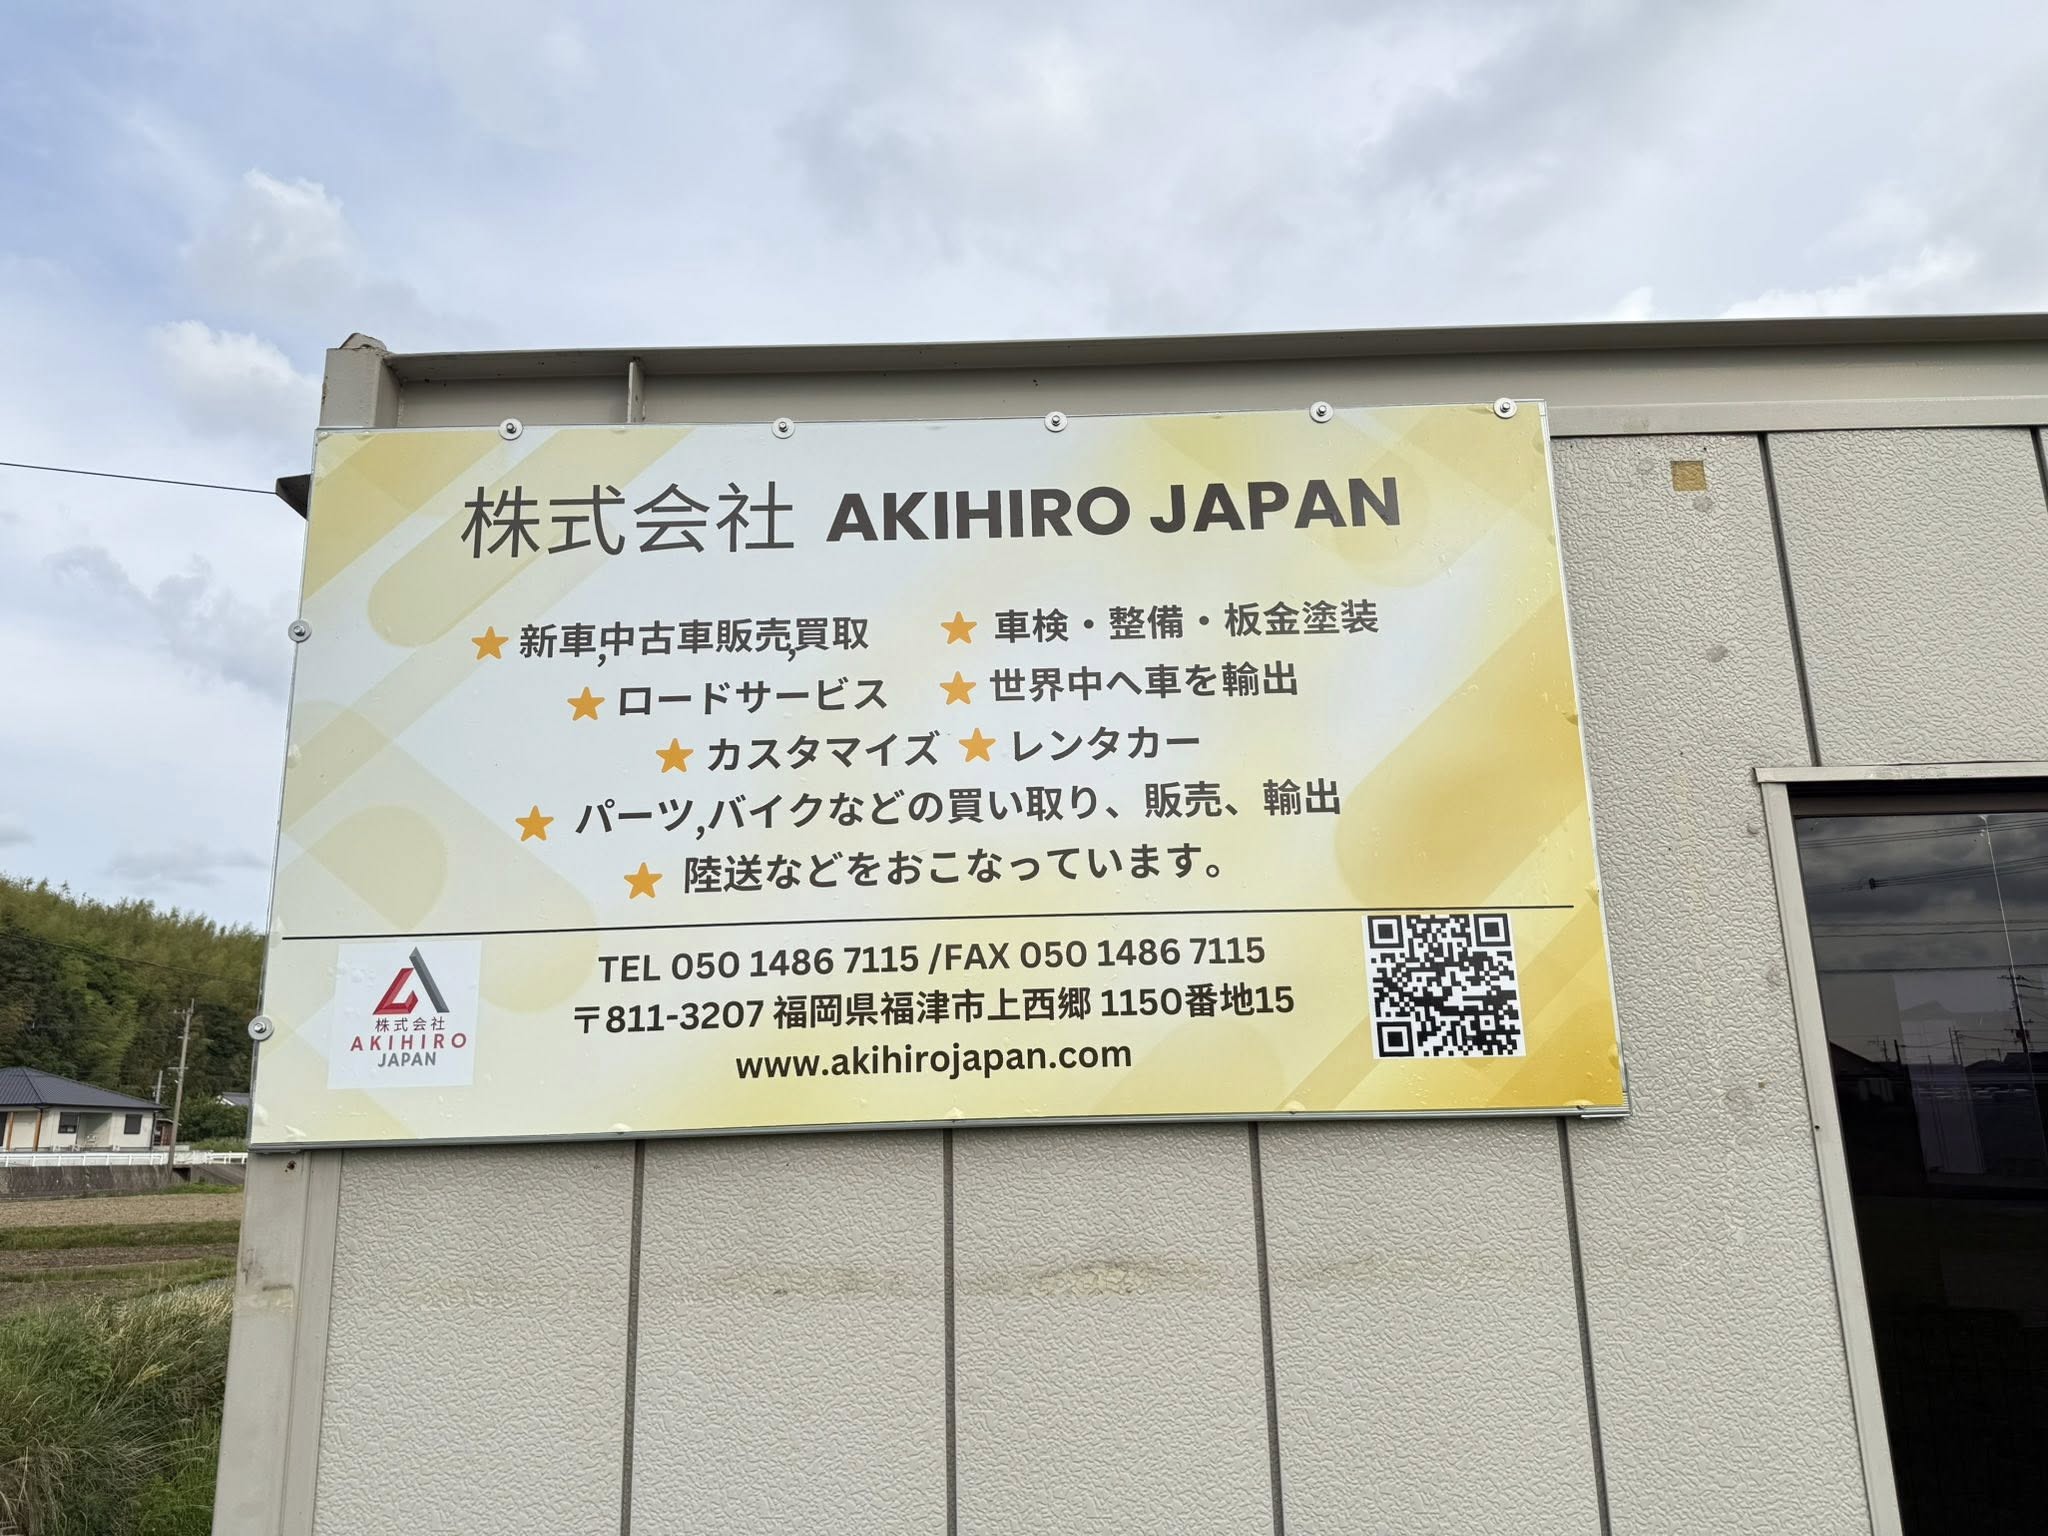 株式会社 AKIHIRO JAPAN
★新車,中古車販売,買取 ★車検・整備・板金塗装
★ロードサービス ★世界中へ車を輸出
★カスタマイズ ★レンタカー
★パーツ,バイクなどの買い取り、販売、輸出
★陸送などをおこなっています。
TEL 050 1486 7115 /FAX 050 1486 7115
〒811-3207 福岡県福津市上西郷 1150番地15
www.akihirojapan.com
株式会社
AKIHIRO
JAPAN